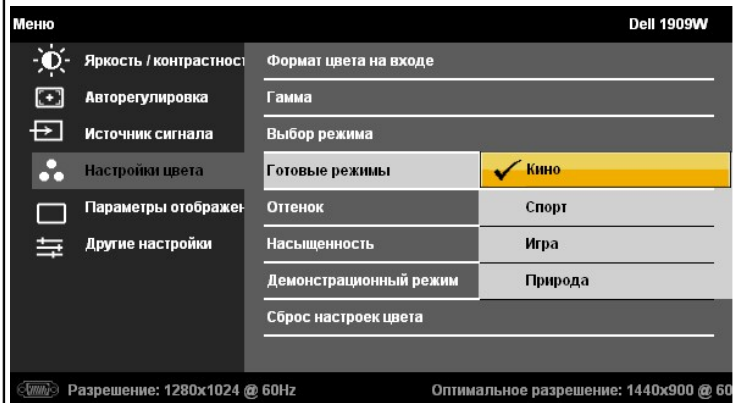 Меню Dell 1909W
Яркость / контрастност Формат цвета на входе
Авторегулировка Гамма
Источник сигнала Выбор режима
Настройки цвета Готовые режимы Кино
Параметры отображен Оттенок Спорт
Другие настройки Насыщенность Игра
Демонстрационный режим Природа
Сброс настроек цвета
Разрешение: 1280x1024 @ 60Hz Оптимальное разрешение: 1440x900 @ 60